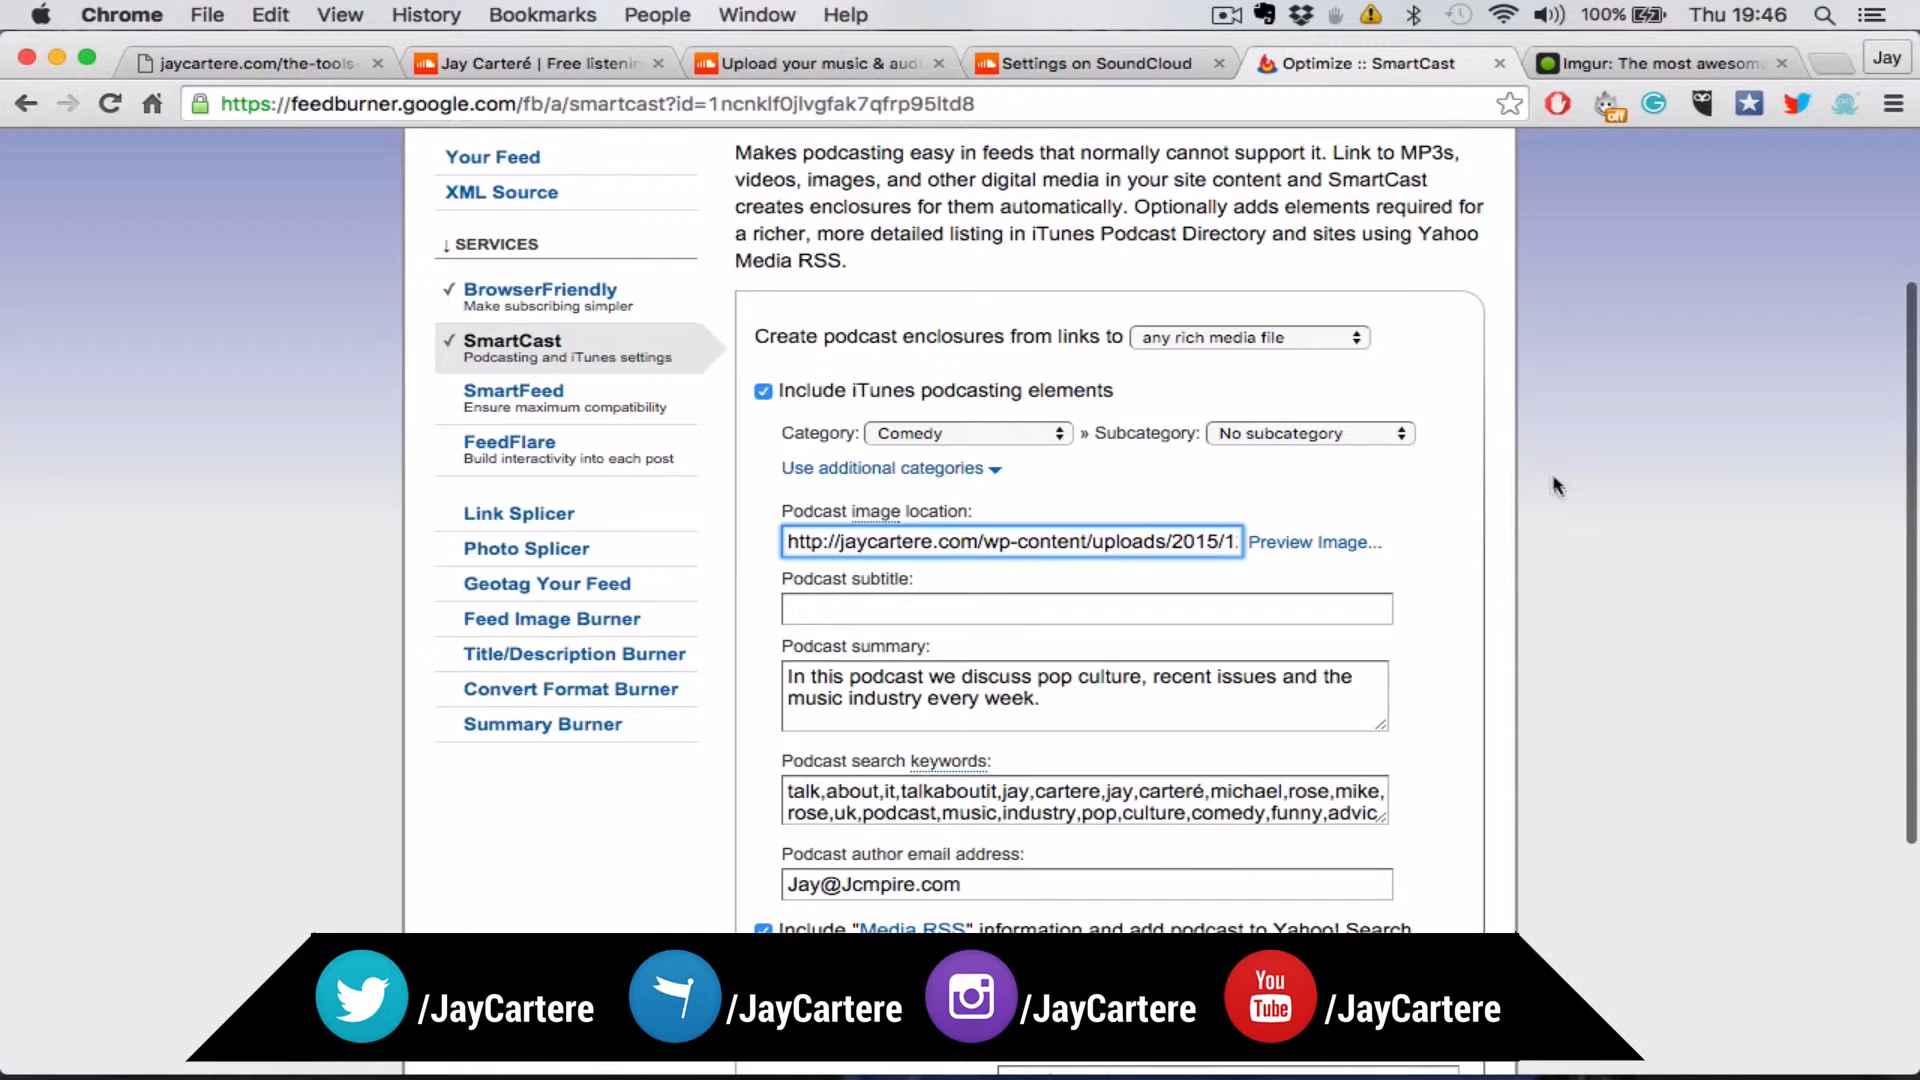 Chrome File Edit View History Bookmarks People Window Help 100% Thu 19:46
jaycartere.com/the-tools- Jay Carteré | Free listenin Upload your music & aud Settings on SoundCloud Optimize :: SmartCast Imgur: The most awesom Jay
https://feedburner.google.com/fb/a/smartcast?id=1ncnklf0jlvgfak7qfrp95ltd8 off
Your Feed
XML Source
↓ SERVICES
✓ BrowserFriendly
Make subscribing simpler
✓ SmartCast
Podcasting and iTunes settings
SmartFeed
Ensure maximum compatibility
FeedFlare
Build interactivity into each post
Link Splicer
Photo Splicer
Geotag Your Feed
Feed Image Burner
Title/Description Burner
Convert Format Burner
Summary Burner
Makes podcasting easy in feeds that normally cannot support it. Link to MP3s,
videos, images, and other digital media in your site content and SmartCast
creates enclosures for them automatically. Optionally adds elements required for
a richer, more detailed listing in iTunes Podcast Directory and sites using Yahoo
Media RSS.
Create podcast enclosures from links to any rich media file
Include iTunes podcasting elements
Category: Comedy » Subcategory: No subcategory
Use additional categories
Podcast image location:
http://jaycartere.com/wp-content/uploads/2015/1 Preview Image...
Podcast subtitle:
Podcast summary:
In this podcast we discuss pop culture, recent issues and the
music industry every week.
Podcast search keywords:
talk,about,it,talkaboutit,jay,cartere,jay,carteré,michael,rose,mike,
rose,uk,podcast,music,industry,pop,culture,comedy,funny,advic
Podcast author email address:
Jay@Jcmpire.com
Include "Media RSS" information and add podcast to Yahoo! Search
/JayCartere /JayCartere /JayCartere You Tube /JayCartere